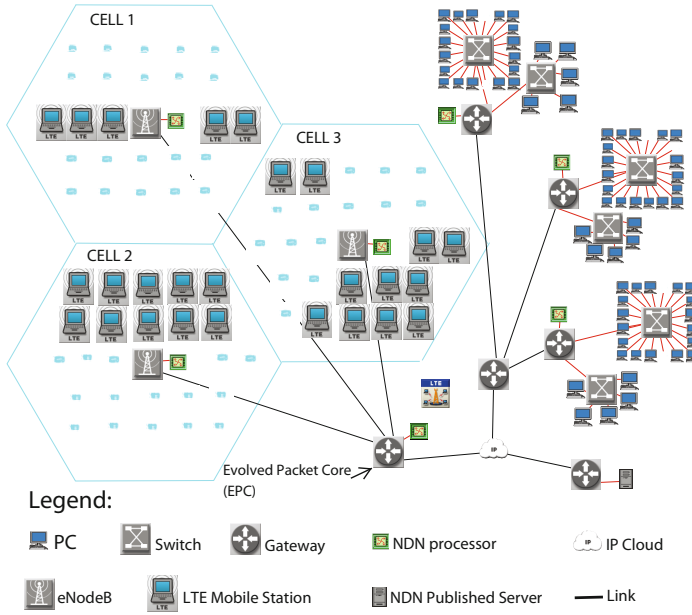 CELL 1
LTE LTE LTE
LTE LTE
CELL 3
LTE LTE
LTE LTE
LTE LTE LTE
LTE LTE LTE LTE
CELL 2
LTE LTE LTE LTE LTE
LTE LTE LTE LTE LTE
LTE
IP
Evolved Packet Core
(EPC)
Legend:
PC
Switch
Gateway
NDN processor
IP
IP Cloud
eNodeB
LTE
LTE Mobile Station
NDN Published Server
Link